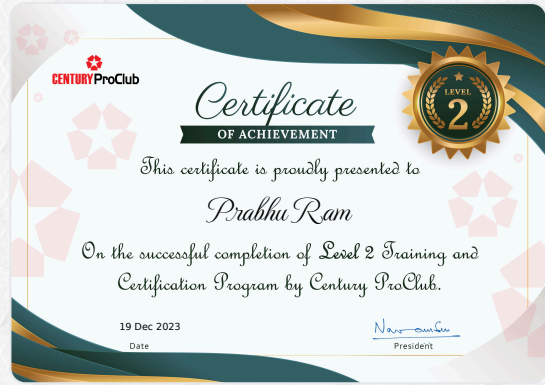 CENTURY ProClub
Certificate
OF ACHIEVEMENT
LEVEL
2
This certificate is proudly presented to
Prabhu Ram
On the successful completion of Level 2 Training and
Certification Program by Century ProClub.
19 Dec 2023
Date
President